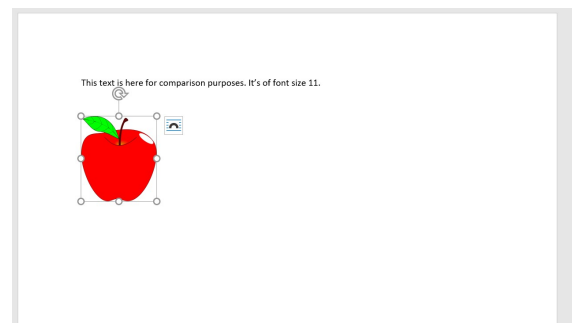 This text is here for comparison purposes. It’s of font size 11.